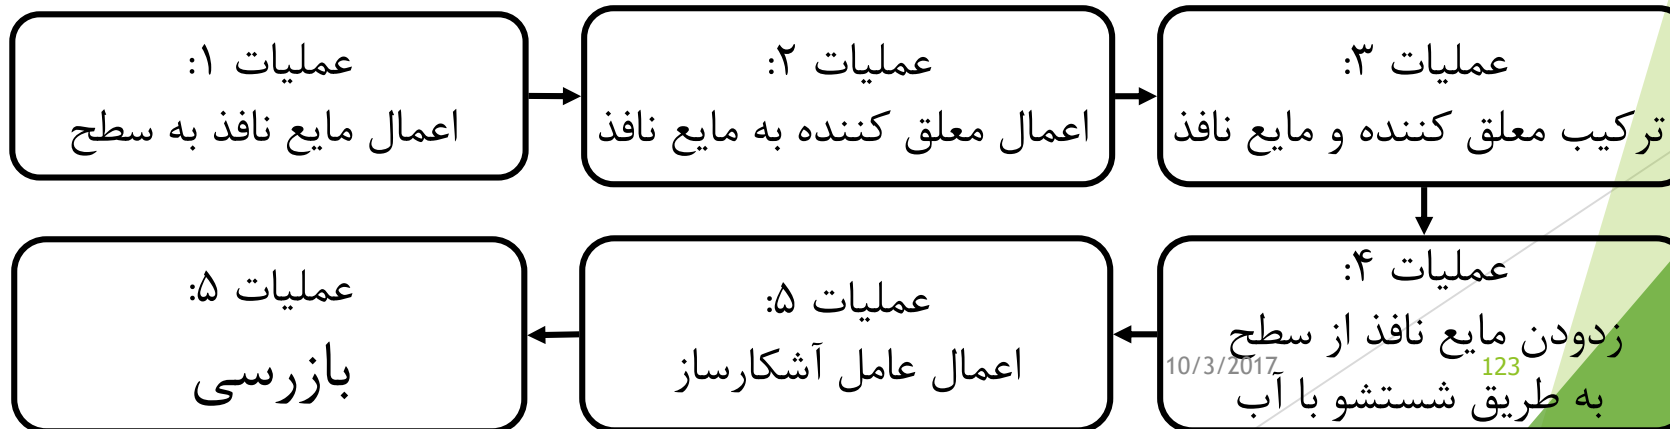 عملیات ۱:
اعمال مایع نافذ به سطح
عملیات ۲:
اعمال معلق کننده به مایع نافذ
عملیات ۳:
ترکیب معلق کننده و مایع نافذ
عملیات ۴:
زدودن مایع نافذ از سطح
به طریق شستشو با آب
عملیات ۵:
اعمال عامل آشکارساز
عملیات ۵:
بازرسی
10/3/2017
123